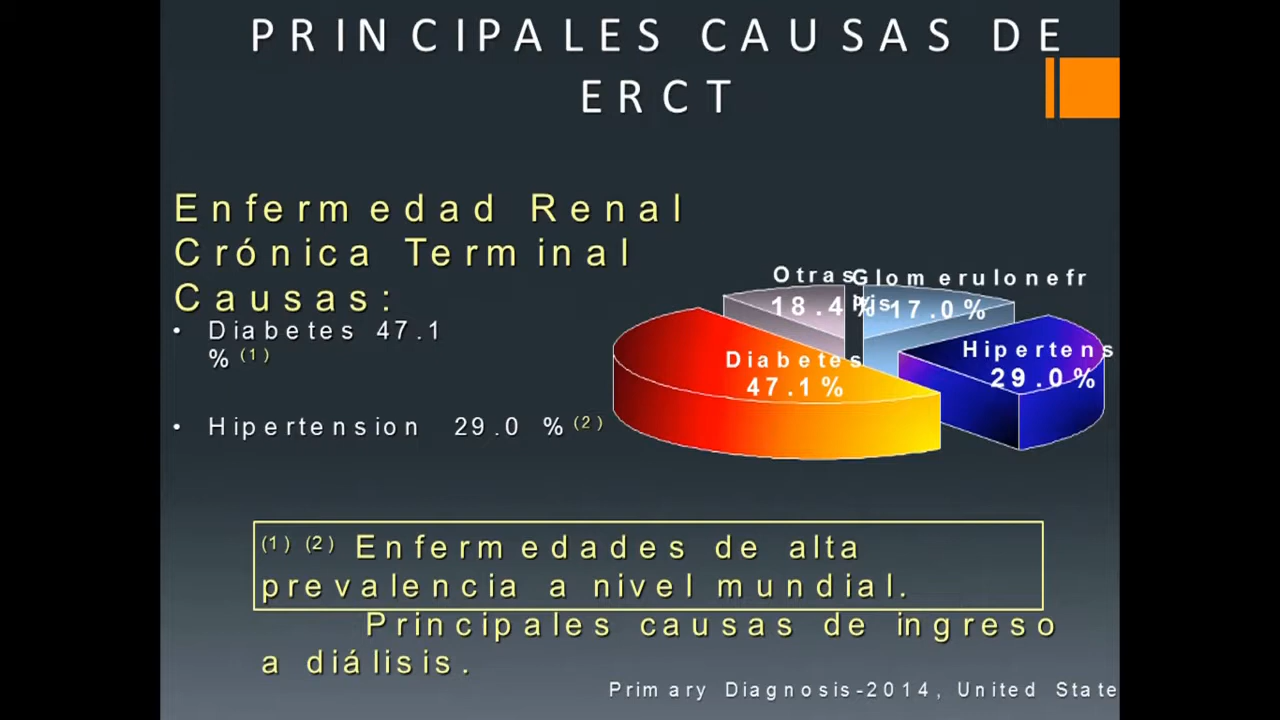 PRINCIPALES CAUSAS DE
ERCT
Enfermedad Renal
Crónica Terminal
Causas:
• Diabetes 47.1
% (1)
• Hipertension 29.0 % (2)
Otras
18.4%
Glomerulonefr
itis
17.0%
Hipertens
29.0%
Diabetes
47.1%
(1) (2) Enfermedades de alta
prevalencia a nivel mundial.
Principales causas de ingreso
a diálisis.
Primary Diagnosis-2014, United State